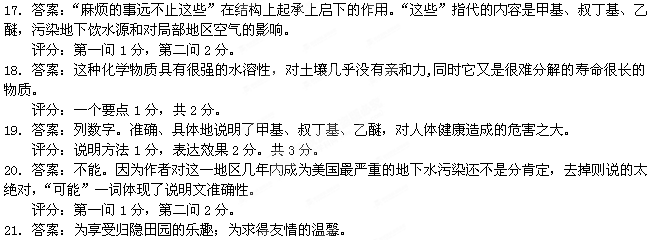 17. 答案：“麻烦的事远不止这些”在结构上起承上启下的作用。“这些”指代的内容是甲基、叔丁基、乙
醚，污染地下饮水源和对局部地区空气的影响。
评分：第一问 1 分，第二问 2 分。
18. 答案：这种化学物质具有很强的水溶性，对土壤几乎没有亲和力,同时它又是很难分解的寿命很长的
物质。
评分：一个要点 1 分，共 2 分。
19. 答案：列数字。准确、具体地说明了甲基、叔丁基、乙醚，对人体健康造成的危害之大。
评分：说明方法 1 分，表达效果 2 分。共 3 分。
20. 答案：不能。因为作者对这一地区几年内成为美国最严重的地下水污染还不是分肯定，去掉则说的太
绝对，“可能”一词体现了说明文准确性。
评分：第一问 1 分，第二问 2 分。
21. 答案：为享受归隐田园的乐趣；为求得友情的温馨。